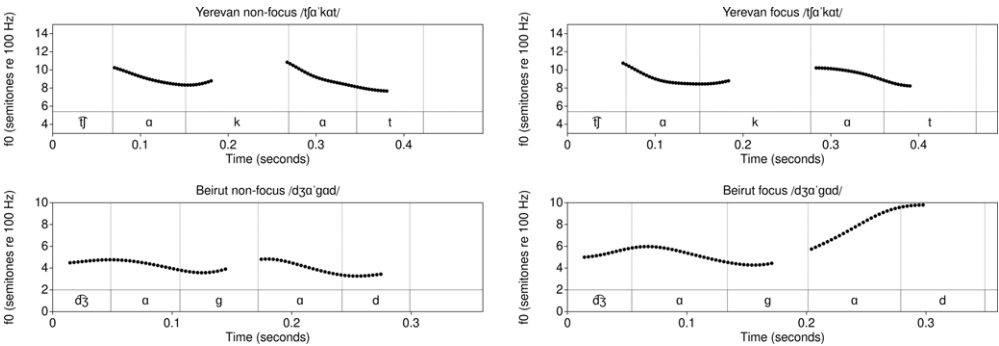 Yerevan non-focus /tʃɑˈkɑt/
f0 (semitones re 100 Hz)
14
12
10
8
6
4
t͡ʃ ɑ k ɑ t
0 0.1 0.2 0.3 0.4
Time (seconds)
Yerevan focus /tʃɑˈkɑt/
f0 (semitones re 100 Hz)
14
12
10
8
6
4
t͡ʃ ɑ k ɑ t
0 0.1 0.2 0.3 0.4
Time (seconds)
Beirut non-focus /dʒɑˈɡɑd/
f0 (semitones re 100 Hz)
10
8
6
4
2
0
d͡ʒ ɑ ɡ ɑ d
0 0.1 0.2 0.3
Time (seconds)
Beirut focus /dʒɑˈɡɑd/
f0 (semitones re 100 Hz)
10
8
6
4
2
0
d͡ʒ ɑ ɡ ɑ d
0 0.1 0.2 0.3
Time (seconds)